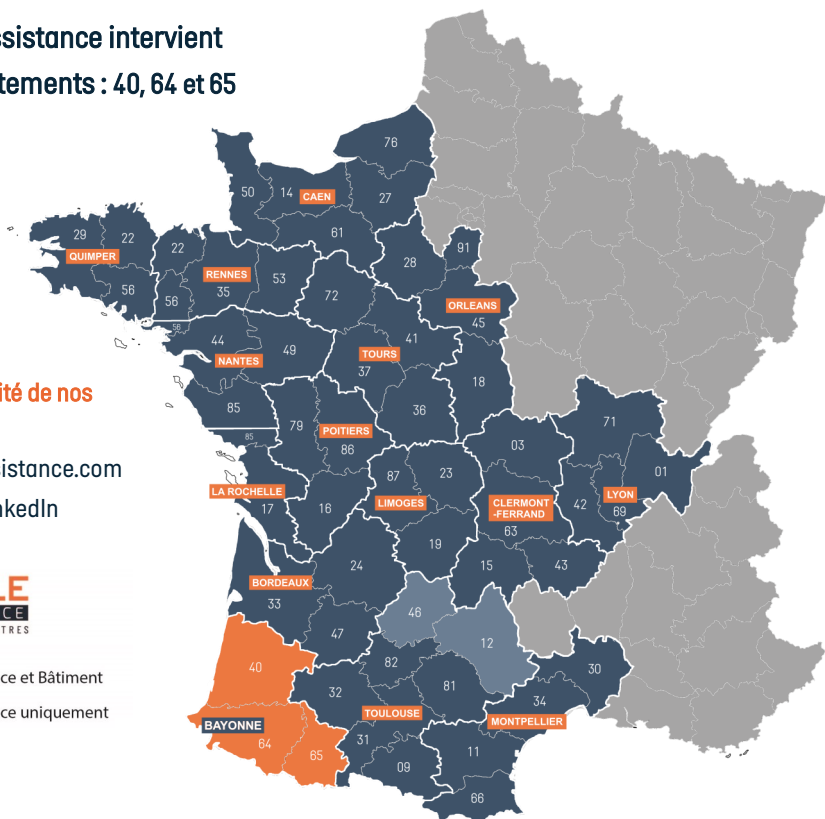 ssistance intervient
tements : 40, 64 et 65
ité de nos
sistance.com
nkedIn
LE
CE
TRES
ce et Bâtiment
ce uniquement
76
50
14
CAEN
27
61
29
22
QUIMPER
56
22
RENNES
35
53
56
56
28
91
72
ORLEANS
45
44
NANTES
49
41
TOURS
37
18
36
85
85
79
POITIERS
86
LA ROCHELLE
17
16
87
23
LIMOGES
19
03
CLERMONT
-FERRAND
63
15
43
71
01
42
LYON
69
24
BORDEAUX
33
47
46
12
40
BAYONNE
64
65
82
32
81
TOULOUSE
31
09
30
34
MONTPELLIER
11
66